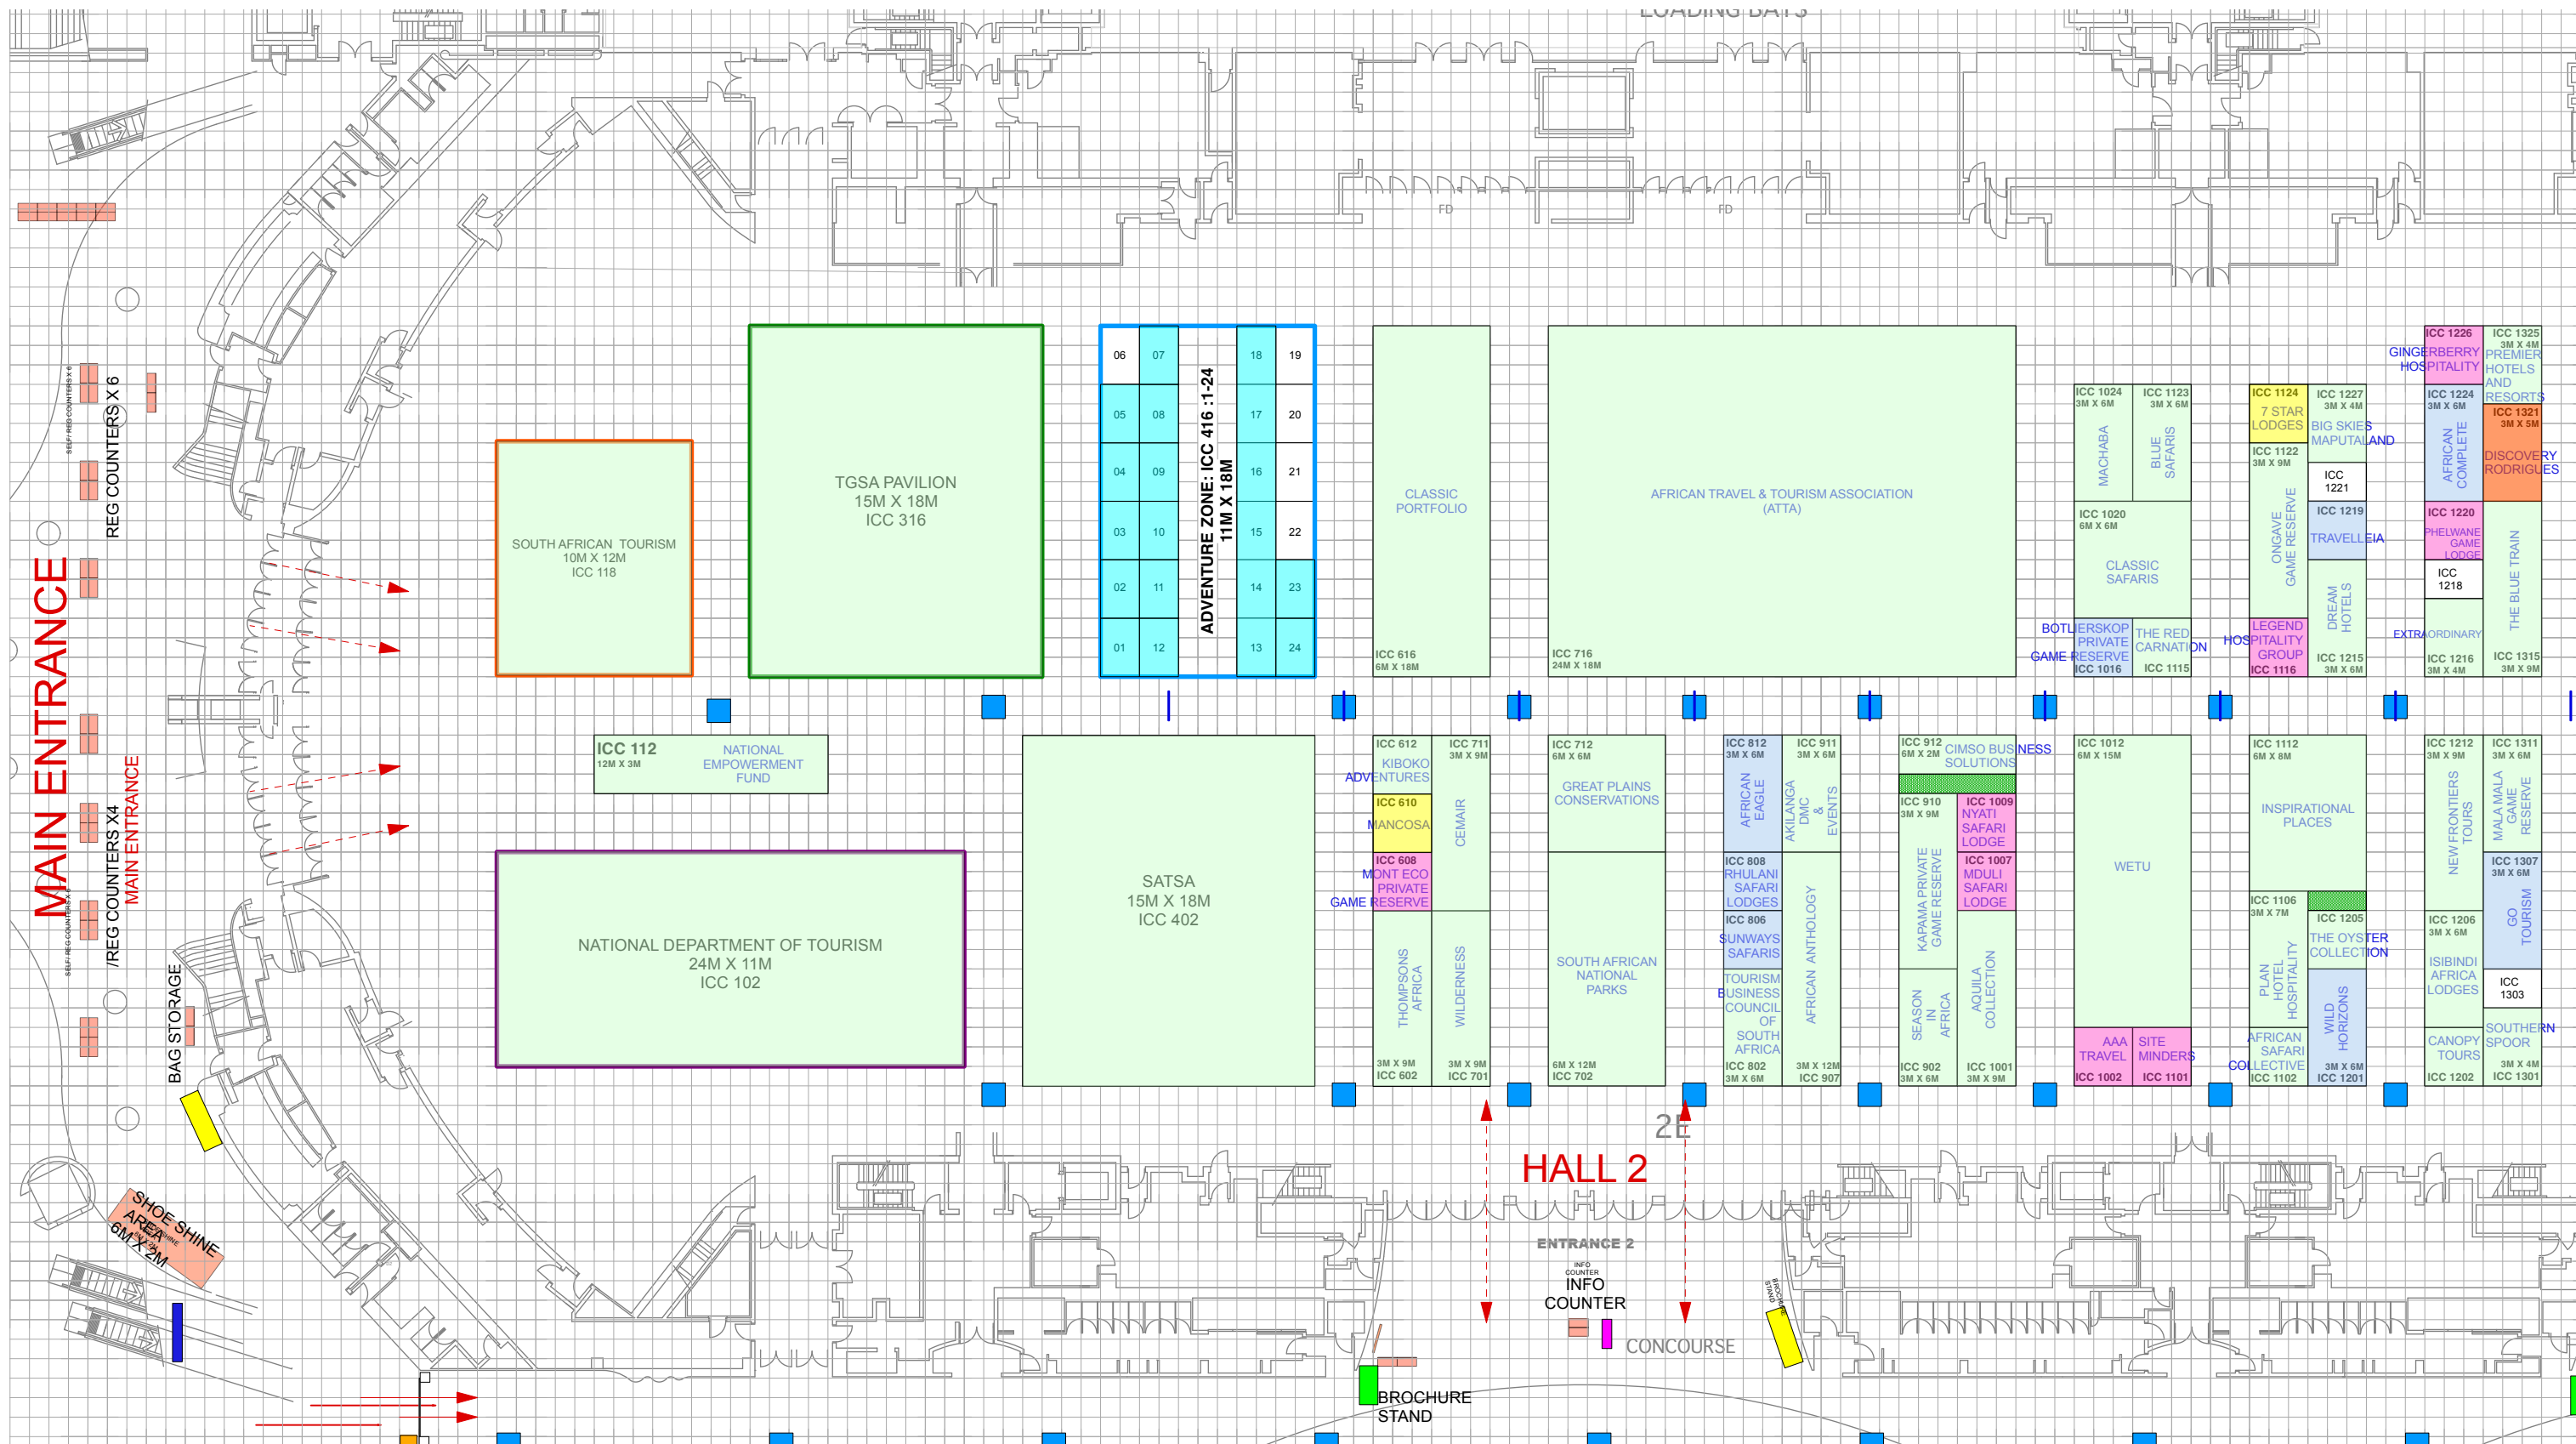 LOADING BAYS
FD
FD
MAIN ENTRANCE
SELF/ REG COUNTERS X 6
REG COUNTERS X 6
/REG COUNTERS X4
MAIN ENTRANCE
SELF/ REG COUNTERS X 6
BAG STORAGE
SHOE SHINE
AREA
6M X 2M
SOUTH AFRICAN TOURISM
10M X 12M
ICC 118
TGSA PAVILION
15M X 18M
ICC 316
ADVENTURE ZONE: ICC 416 :1-24
11M X 18M
06 07 18 19
05 08 17 20
04 09 16 21
03 10 15 22
02 11 14 23
01 12 13 24
CLASSIC
PORTFOLIO
ICC 616
6M X 18M
AFRICAN TRAVEL & TOURISM ASSOCIATION
(ATTA)
ICC 716
24M X 18M
ICC 1024
3M X 6M
MACHABA
ICC 1123
3M X 6M
BLUE
SAFARIS
ICC 1020
6M X 6M
CLASSIC
SAFARIS
BOTLIERSKOP
PRIVATE
GAME RESERVE
ICC 1016
THE RED
CARNATION
ICC 1115
ICC 1124
7 STAR
LODGES
ICC 1227
3M X 4M
BIG SKIES
MAPUTALAND
ICC 1122
3M X 9M
ONGAVE
GAME RESERVE
ICC
1221
ICC 1219
TRAVELLEIA
DREAM
HOTELS
ICC 1215
3M X 6M
LEGEND
HOSPITALITY
GROUP
ICC 1116
ICC 1226
GINGERBERRY
HOSPITALITY
ICC 1325
3M X 4M
PREMIER
HOTELS
AND
RESORTS
ICC 1224
3M X 6M
AFRICAN
COMPLETE
ICC 1321
3M X 5M
DISCOVERY
RODRIGUES
ICC 1220
PHELWANE
GAME
LODGE
ICC
1218
EXTRAORDINARY
ICC 1216
3M X 4M
THE BLUE TRAIN
ICC 1315
3M X 9M
ICC 112
12M X 3M
NATIONAL
EMPOWERMENT
FUND
NATIONAL DEPARTMENT OF TOURISM
24M X 11M
ICC 102
SATSA
15M X 18M
ICC 402
ICC 612
KIBOKO
ADVENTURES
ICC 711
3M X 9M
CEMAIR
ICC 610
MANCOSA
ICC 608
MONT ECO
PRIVATE
GAME RESERVE
THOMPSONS
AFRICA
3M X 9M
ICC 602
WILDERNESS
3M X 9M
ICC 701
ICC 712
6M X 6M
GREAT PLAINS
CONSERVATIONS
SOUTH AFRICAN
NATIONAL
PARKS
6M X 12M
ICC 702
ICC 812
3M X 6M
AFRICAN
EAGLE
ICC 911
3M X 6M
AKILANGA
DMC
&
EVENTS
ICC 808
RHULANI
SAFARI
LODGES
ICC 806
SUNWAYS
SAFARIS
TOURISM
BUSINESS
COUNCIL
OF
SOUTH
AFRICA
ICC 802
3M X 6M
AFRICAN ANTHOLOGY
3M X 12M
ICC 907
ICC 912
6M X 2M
CIMSO BUSINESS
SOLUTIONS
ICC 910
3M X 9M
KAPAMA PRIVATE
GAME RESERVE
ICC 1009
NYATI
SAFARI
LODGE
ICC 1007
MDULI
SAFARI
LODGE
SEASON
IN
AFRICA
ICC 902
3M X 6M
AQUILA
COLLECTION
ICC 1001
3M X 9M
ICC 1012
6M X 15M
WETU
AAA
TRAVEL
ICC 1002
SITE
MINDERS
ICC 1101
ICC 1112
6M X 8M
INSPIRATIONAL
PLACES
ICC 1106
3M X 7M
PLAN
HOTEL
HOSPITALITY
ICC 1205
THE OYSTER
COLLECTION
WILD
HORIZONS
3M X 6M
ICC 1201
AFRICAN
SAFARI
COLLECTIVE
ICC 1102
ICC 1212
3M X 9M
NEW FRONTIERS
TOURS
ICC 1311
3M X 6M
MALA MALA
GAME
RESERVE
ICC 1307
3M X 6M
GO
TOURISM
ICC 1206
3M X 6M
ISIBINDI
AFRICA
LODGES
ICC
1303
CANOPY
TOURS
ICC 1202
SOUTHERN
SPOOR
3M X 4M
ICC 1301
2E
HALL 2
ENTRANCE 2
INFO
COUNTER
INFO
COUNTER
CONCOURSE
BROCHURE
STAND
BROCHURE
STAND